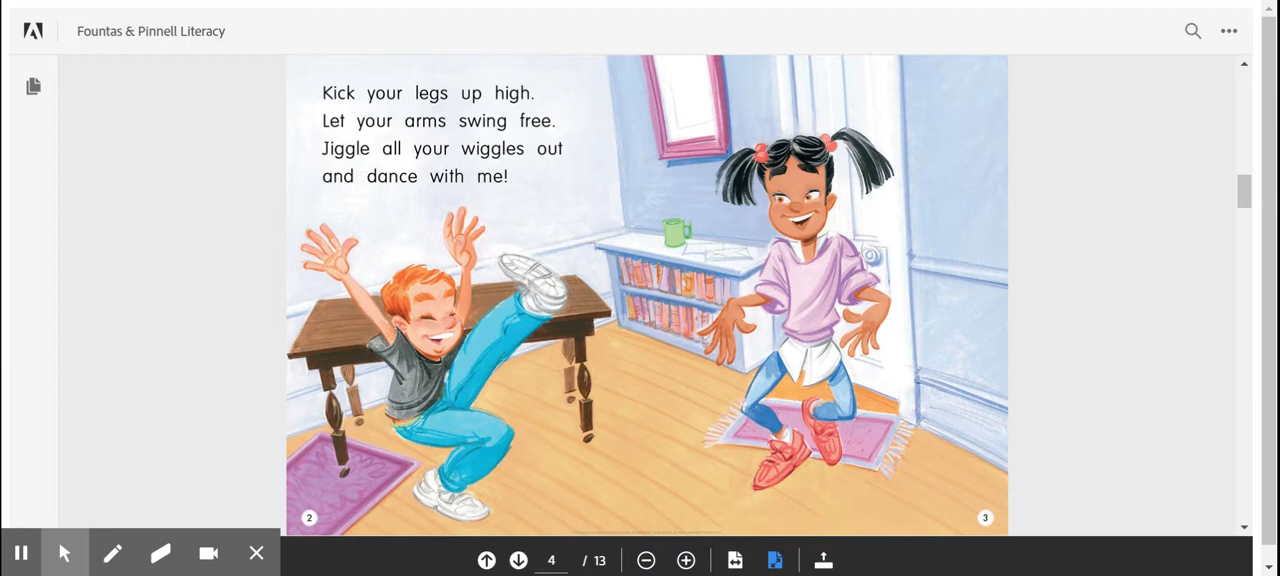 Fountas & Pinnell Literacy
Kick your legs up high.
Let your arms swing free.
Jiggle all your wiggles out
and dance with me!
2
3
4 / 13